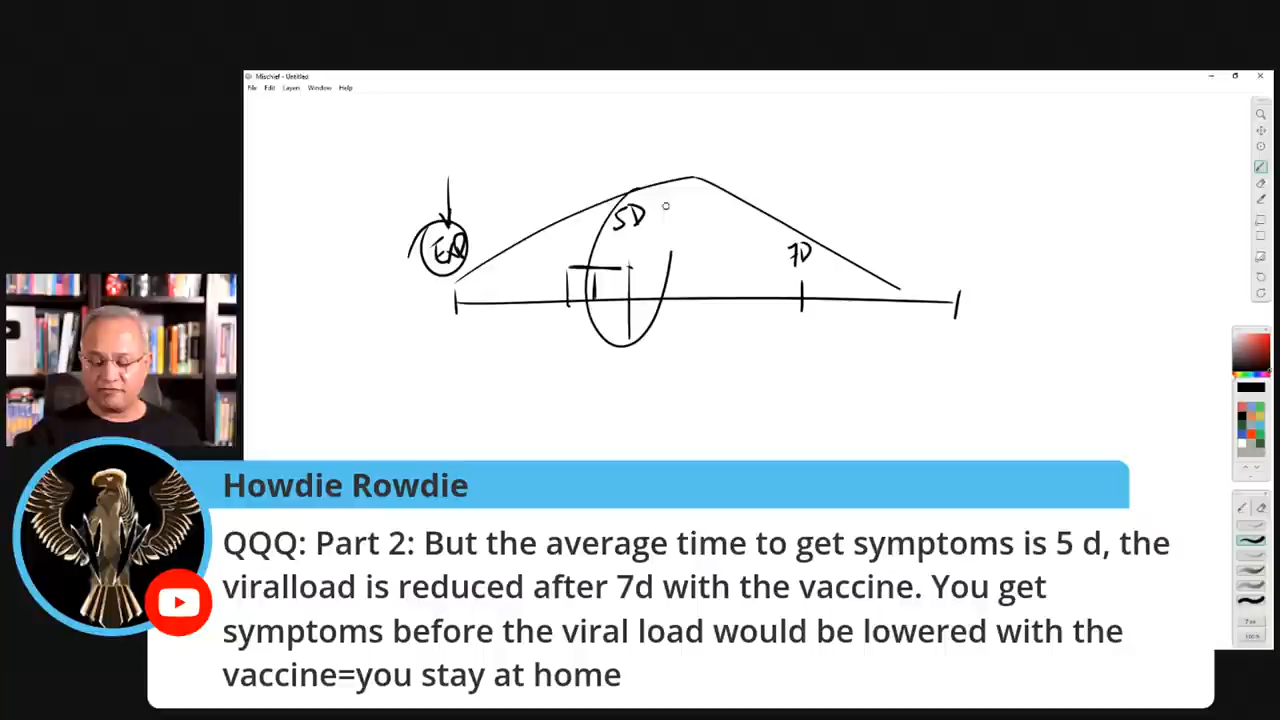 Mischief - Untitled
File Edit Layers Window Help
5D
7D
Howdie Rowdie
QQQ: Part 2: But the average time to get symptoms is 5 d, the
viralload is reduced after 7d with the vaccine. You get
symptoms before the viral load would be lowered with the
vaccine=you stay at home